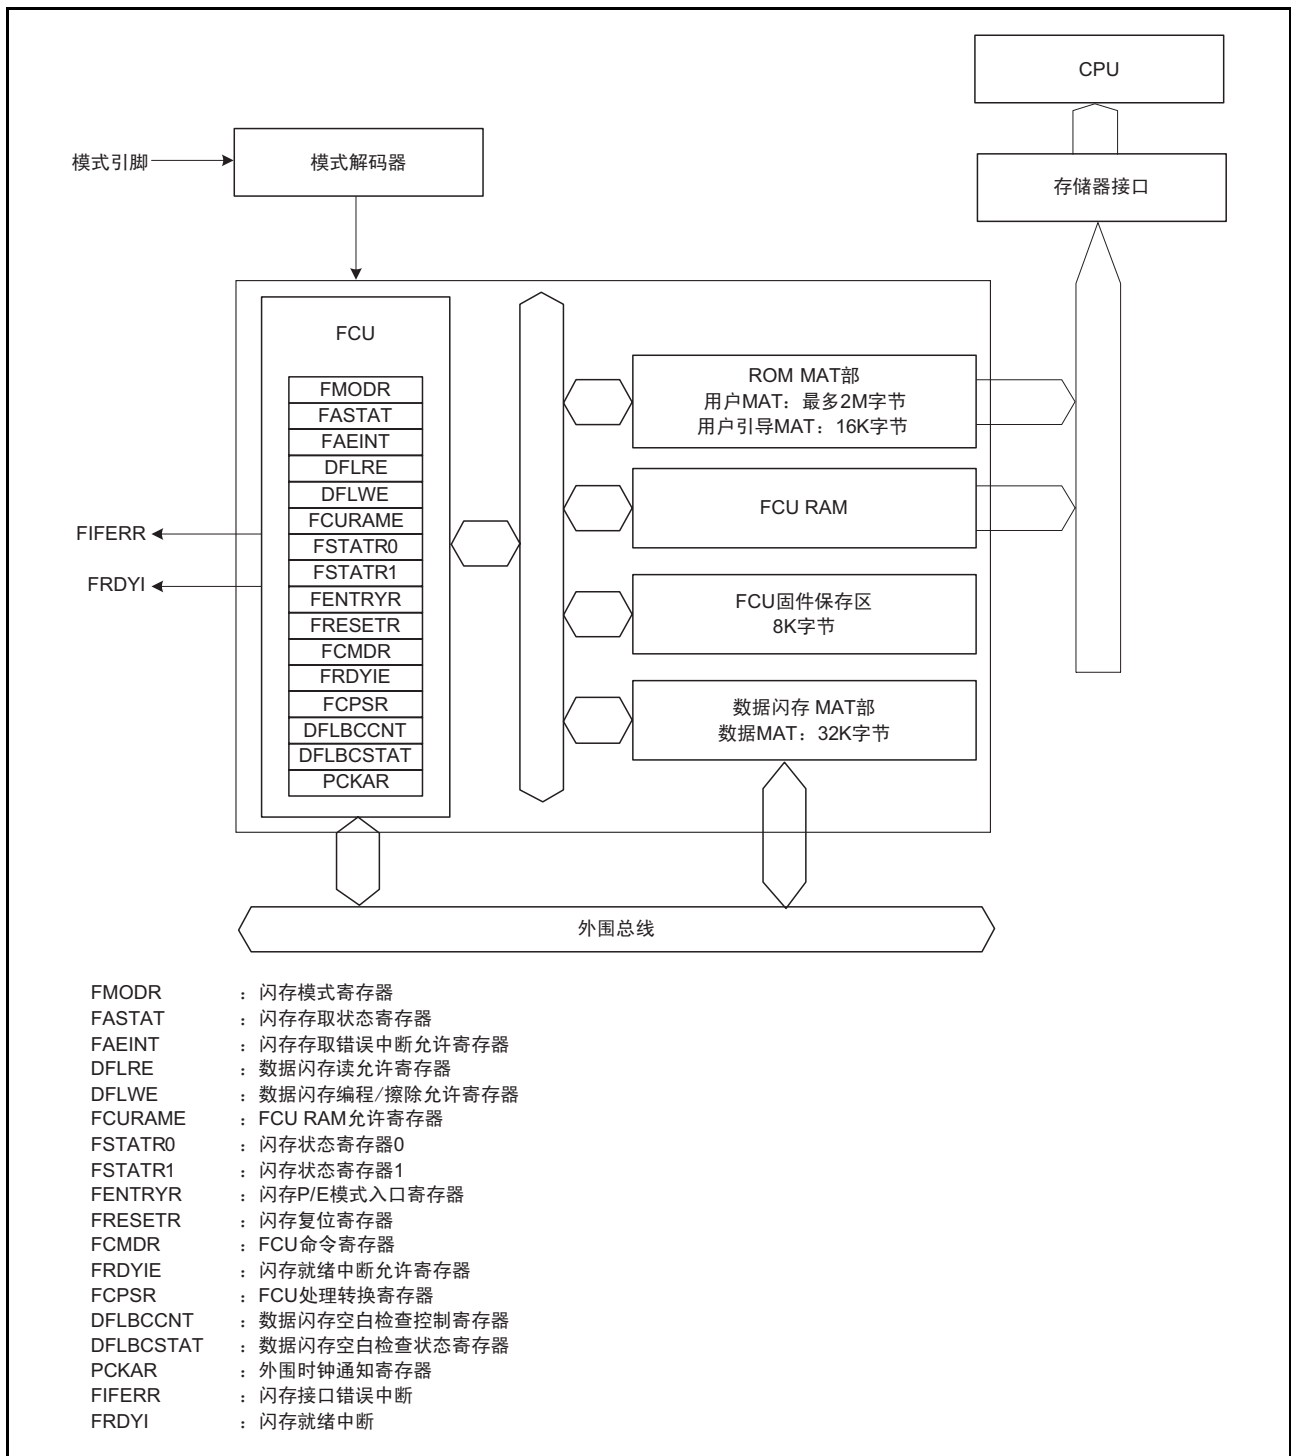 CPU
模式引脚
模式解码器
存储器接口
FCU
FMODR
FASTAT
FAEINT
DFLRE
DFLWE
FCURAME
FSTATR0
FSTATR1
FENTRYR
FRESETR
FCMDR
FRDYIE
FCPSR
DFLBCCNT
DFLBCSTAT
PCKAR
FIFERR
FRDYI
ROM MAT部
用户MAT：最多2M字节
用户引导MAT：16K字节
FCU RAM
FCU固件保存区
8K字节
数据闪存 MAT部
数据MAT：32K字节
外围总线
FMODR ：闪存模式寄存器
FASTAT ：闪存存取状态寄存器
FAEINT ：闪存存取错误中断允许寄存器
DFLRE ：数据闪存读允许寄存器
DFLWE ：数据闪存编程/擦除允许寄存器
FCURAME ：FCU RAM允许寄存器
FSTATR0 ：闪存状态寄存器0
FSTATR1 ：闪存状态寄存器1
FENTRYR ：闪存P/E模式入口寄存器
FRESETR ：闪存复位寄存器
FCMDR ：FCU命令寄存器
FRDYIE ：闪存就绪中断允许寄存器
FCPSR ：FCU处理转换寄存器
DFLBCCNT ：数据闪存空白检查控制寄存器
DFLBCSTAT ：数据闪存空白检查状态寄存器
PCKAR ：外围时钟通知寄存器
FIFERR ：闪存接口错误中断
FRDYI ：闪存就绪中断